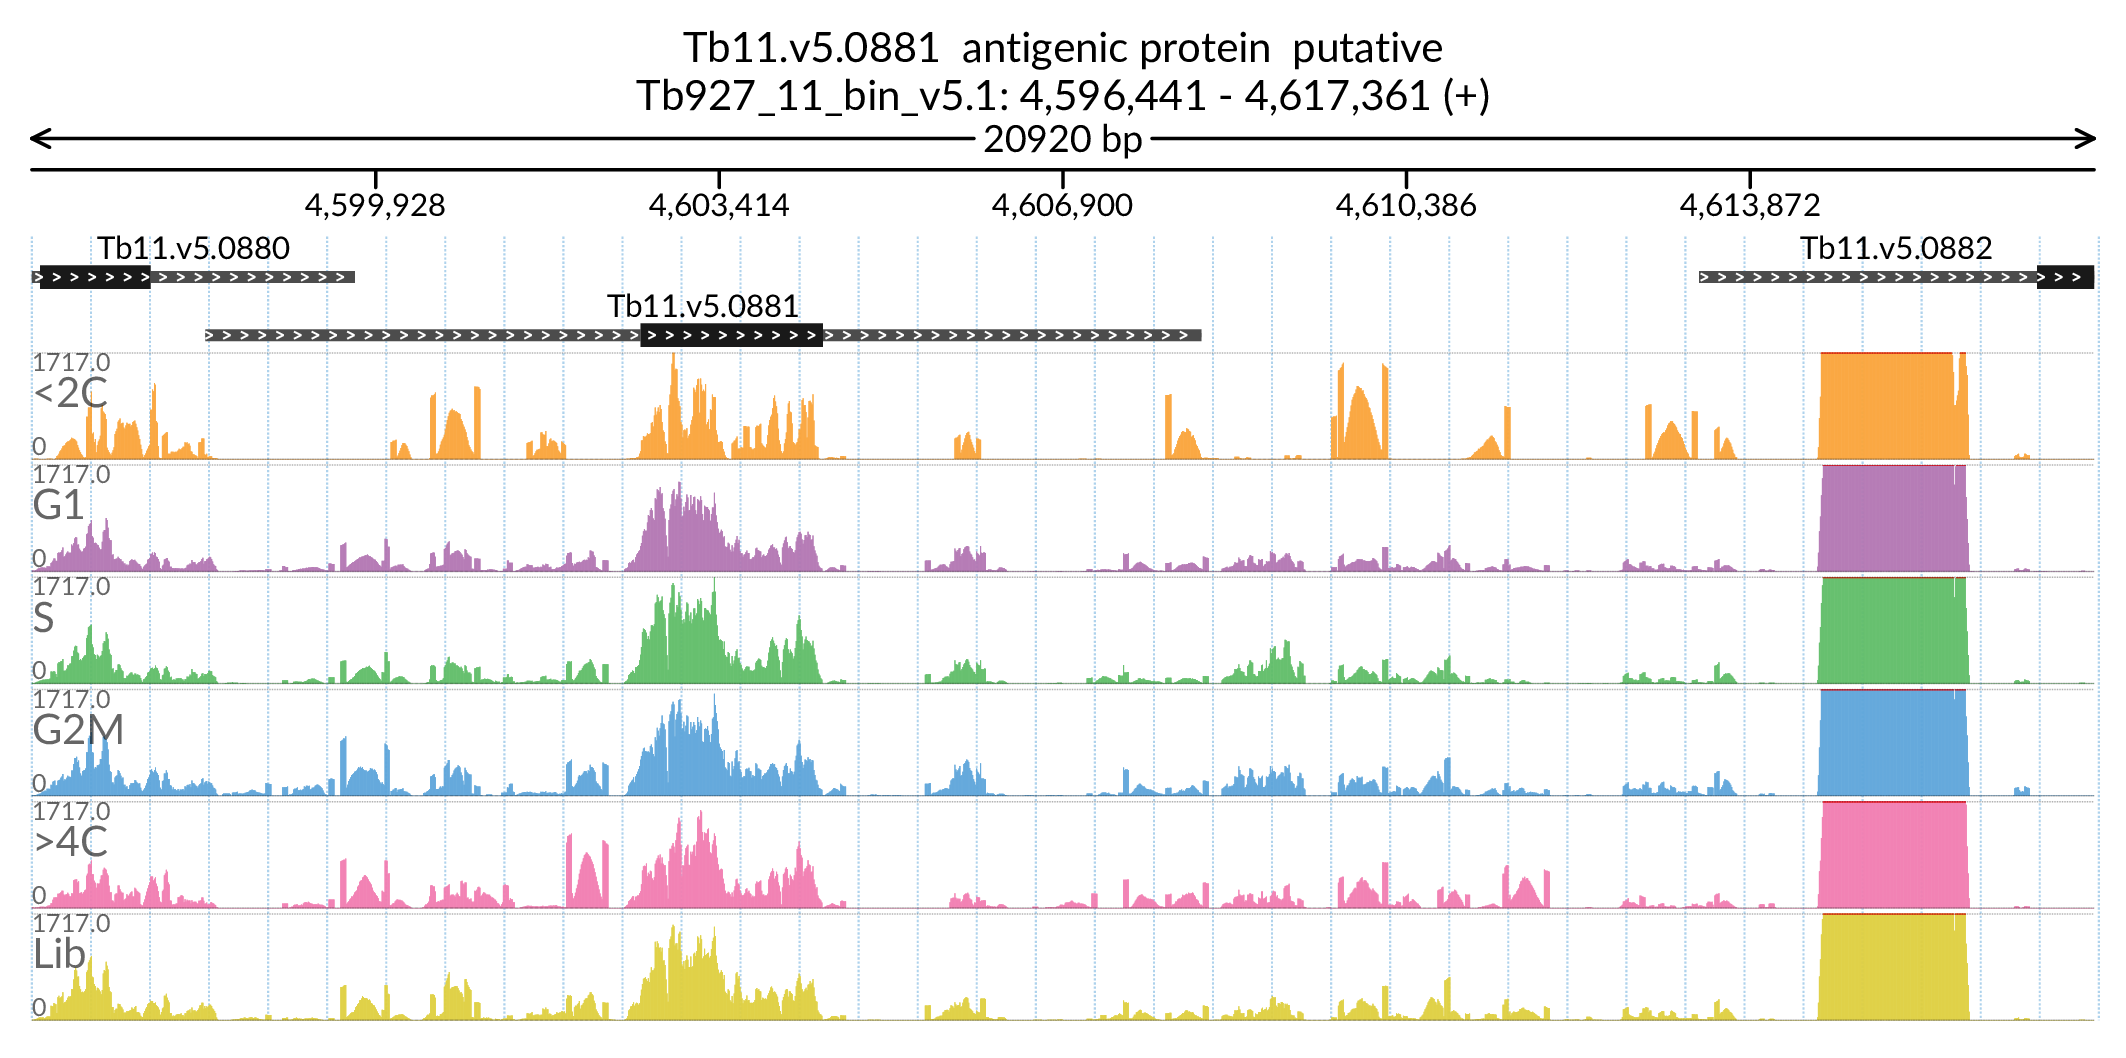 Tb11.v5.0881 antigenic protein putative
Tb927_11_bin_v5.1: 4,596,441 - 4,617,361 (+)
20920 bp
4,599,928 4,603,414 4,606,900 4,610,386 4,613,872
Tb11.v5.0880 Tb11.v5.0882
Tb11.v5.0881
1717.0
<2C
0
1717.0
G1
0
1717.0
S
0
1717.0
G2M
0
1717.0
>4C
0
1717.0
Lib
0